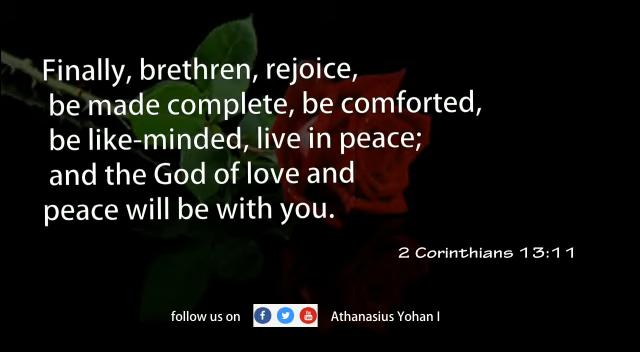 Finally, brethren, rejoice,
be made complete, be comforted,
be like-minded, live in peace;
and the God of love and
peace will be with you.
2 Corinthians 13:11
follow us on Athanasius Yohan I